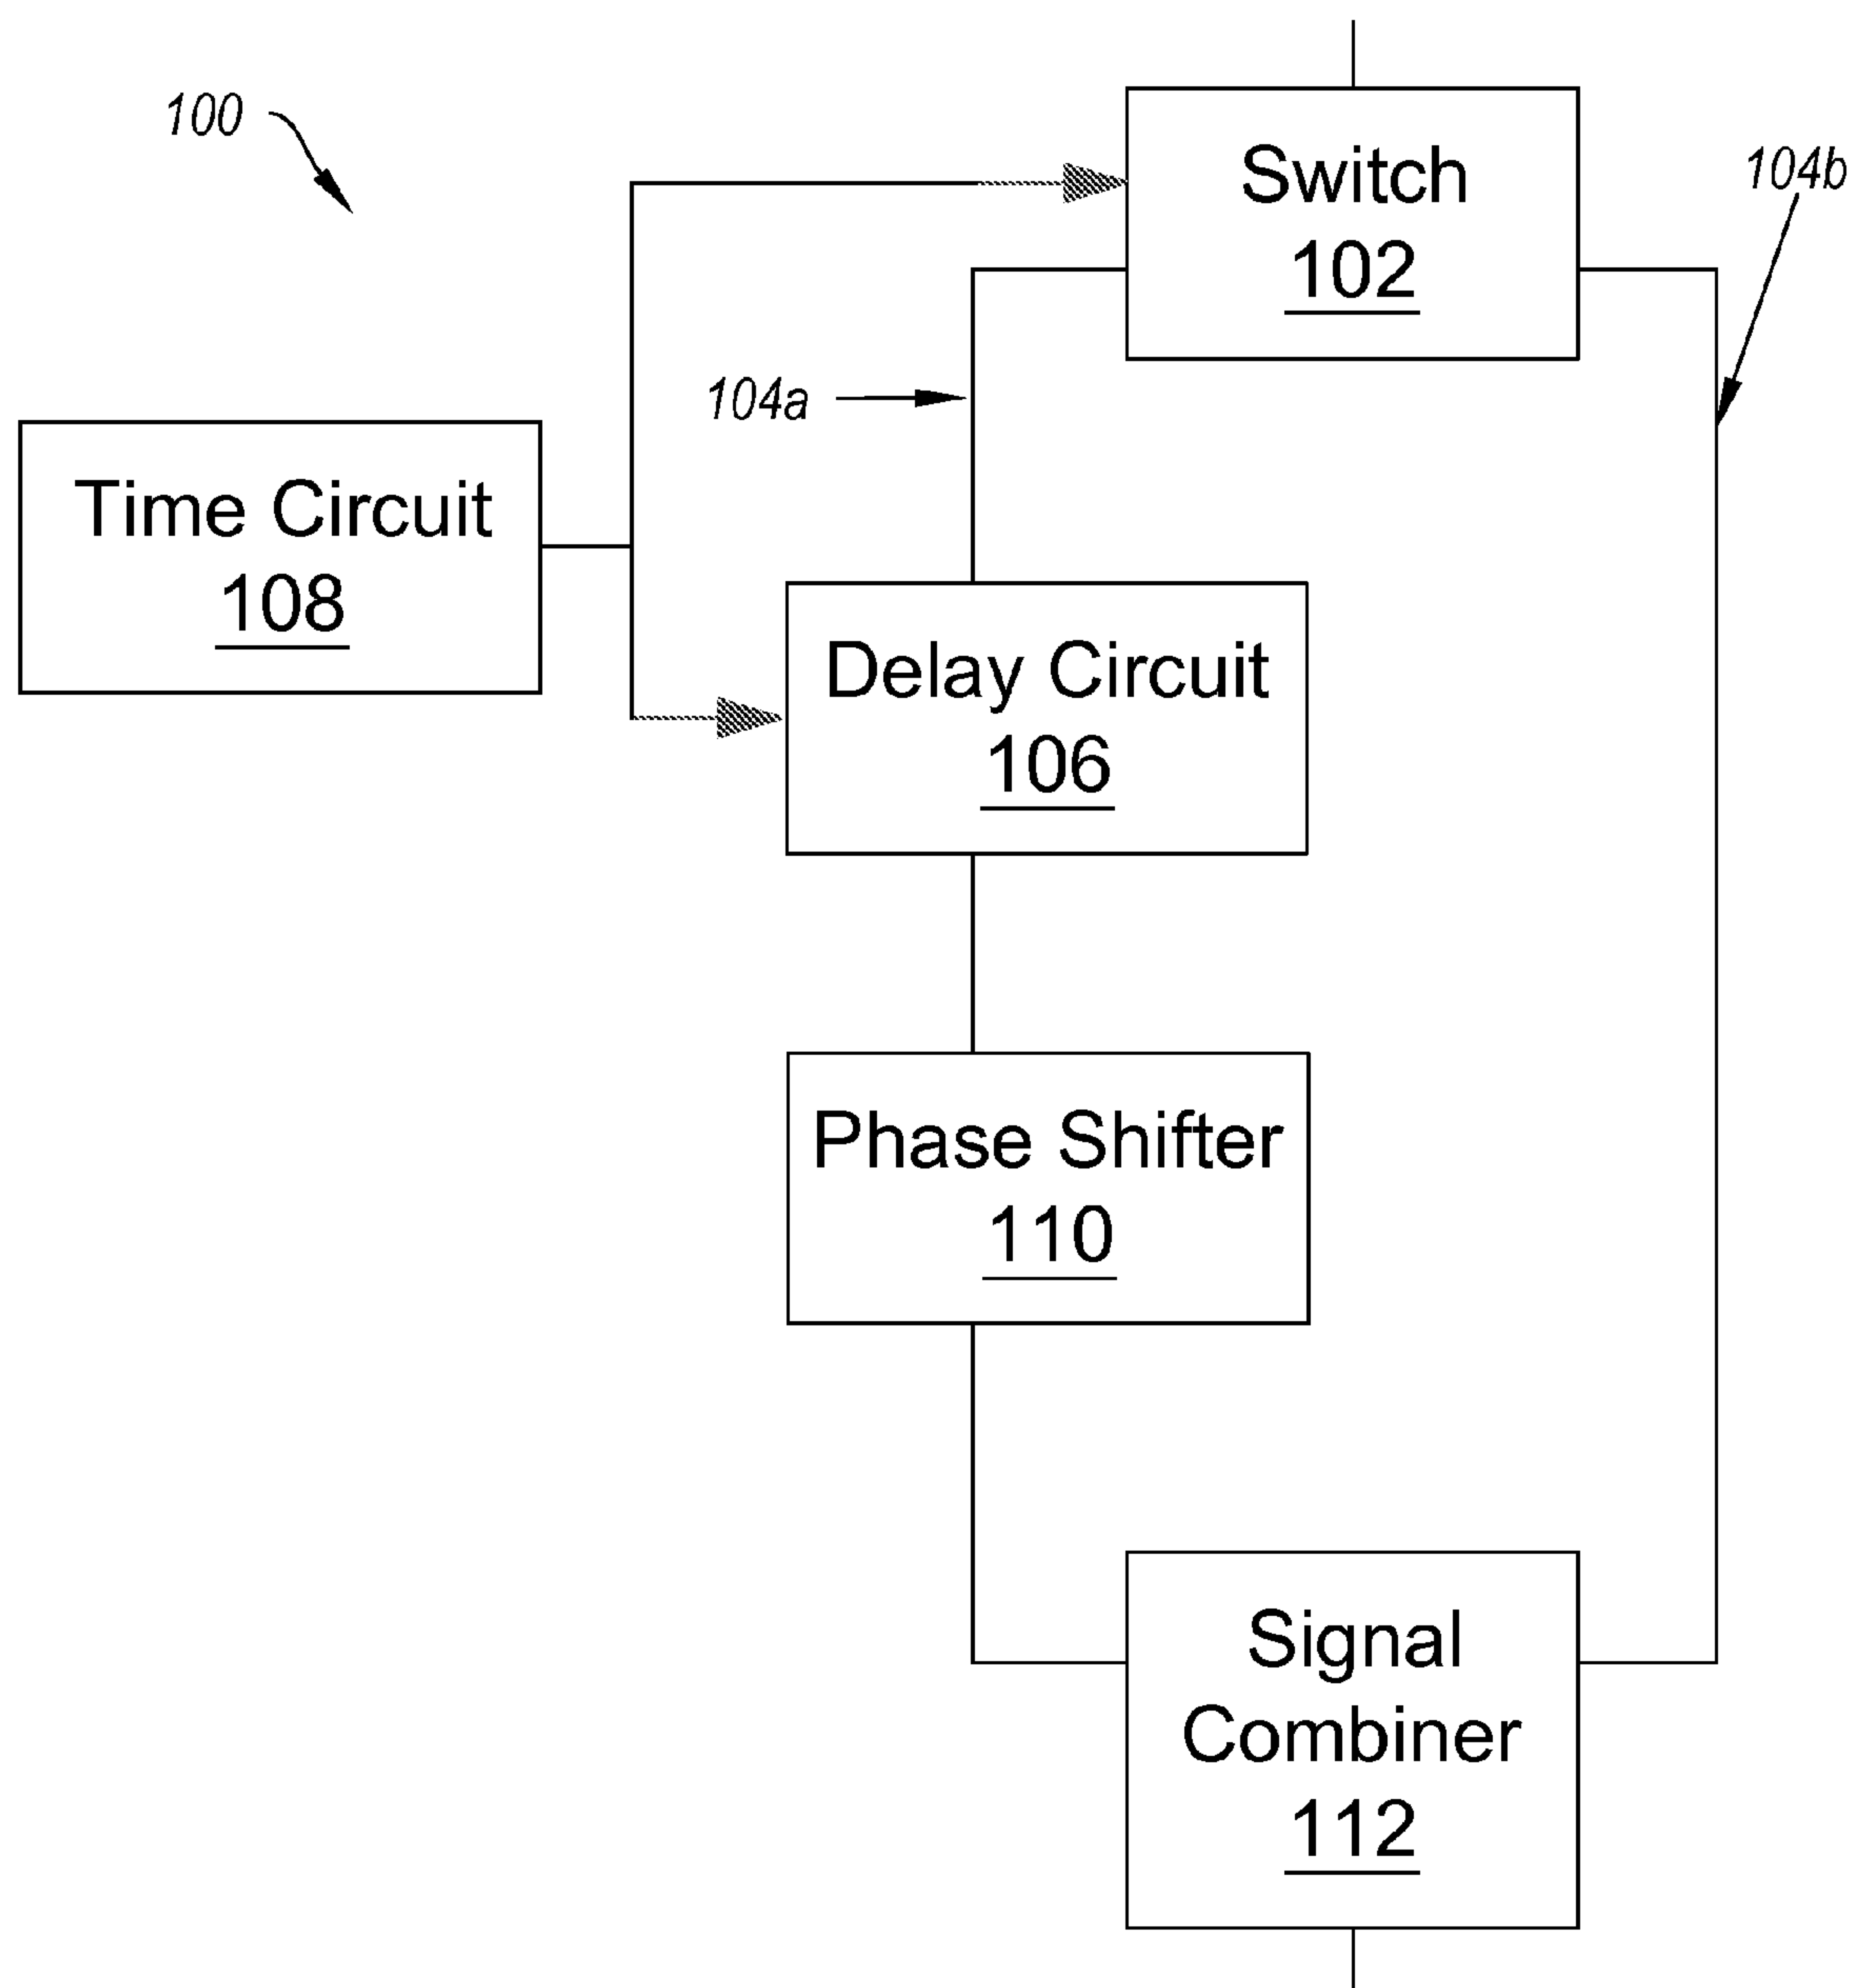 100
Switch
102
104b
104a
Time Circuit
108
Delay Circuit
106
Phase Shifter
110
Signal
Combiner
112